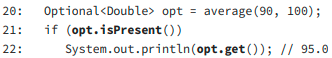 20:   Optional<Double> opt = average(90, 100);
21:   if (opt.isPresent())
22:      System.out.println(opt.get()); // 95.0